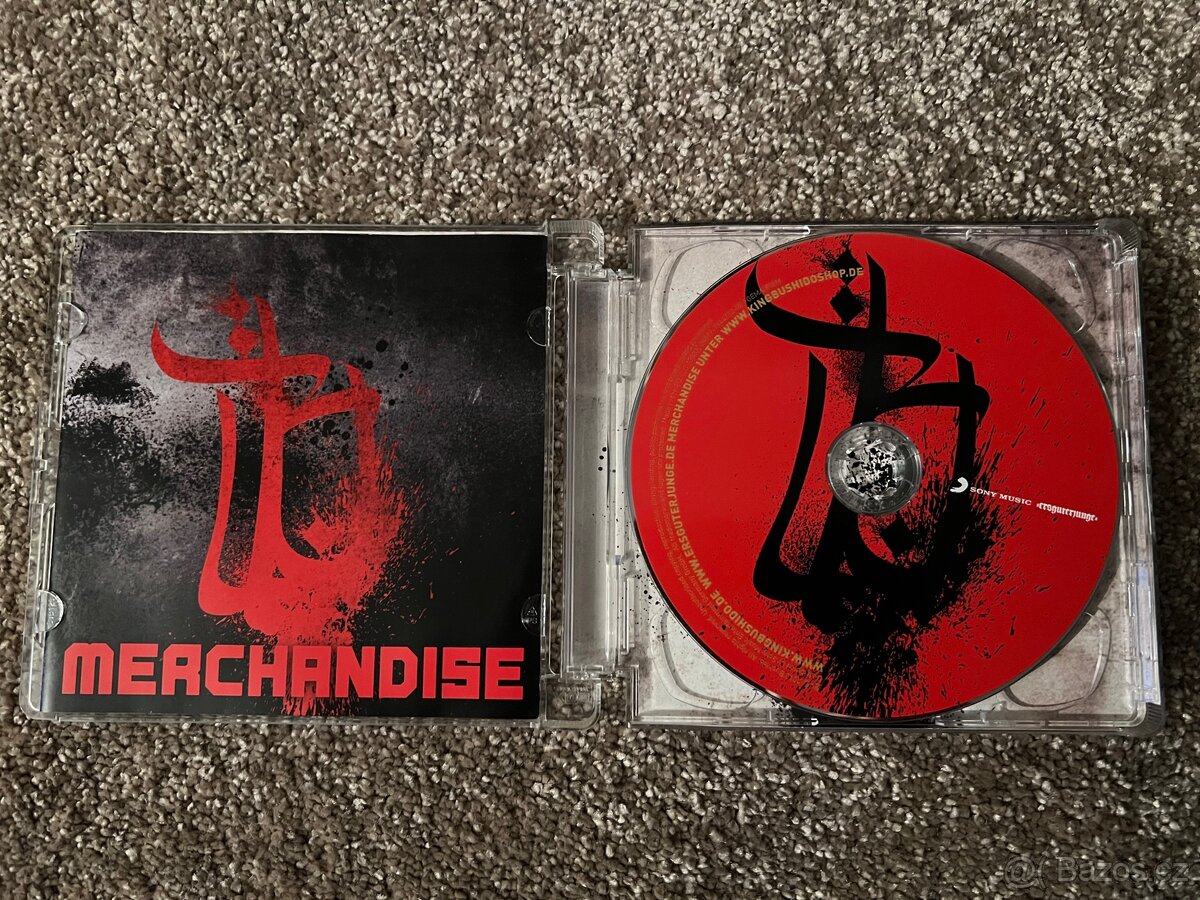 MERCHANDISE
WWW.KINGBUSHIDO.DE WWW.ERSGUTERJUNGE.DE MERCHANDISE UNTER WWW.KINGBUSHIDOSHOP.DE
SONY MUSIC
ersguterjunge
@ Bazos.cz